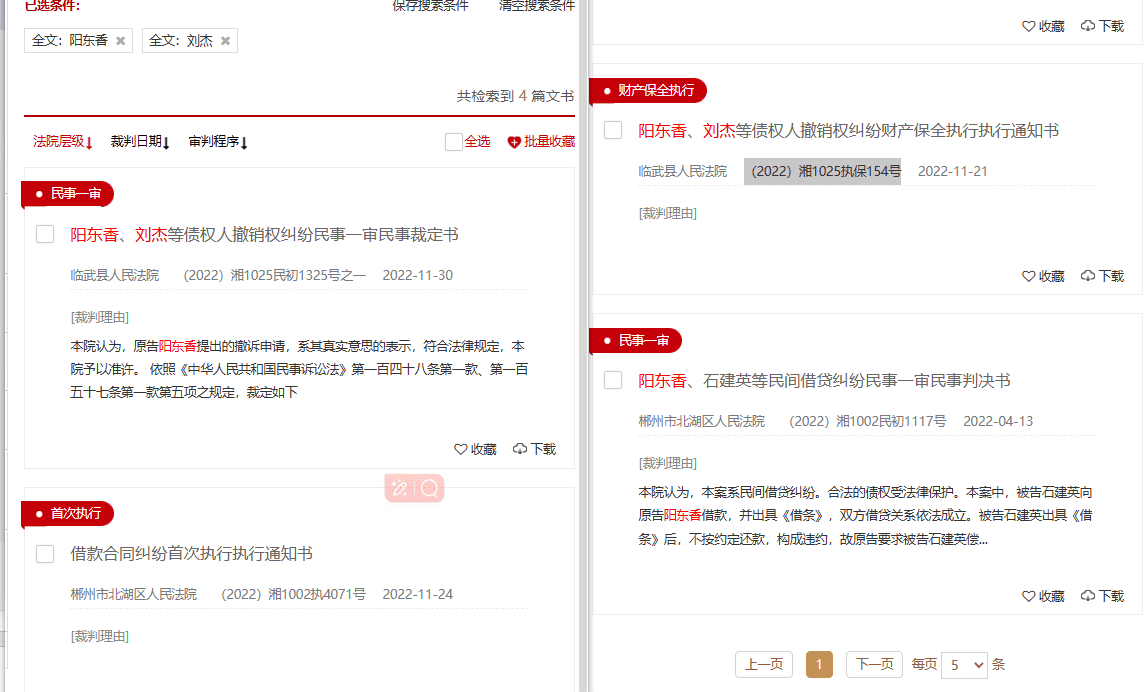 已选条件:
保存搜索条件 清空搜索条件
全文：阳东香 ✖ 全文：刘杰 ✖
共检索到 4 篇文书
法院层级↓ 裁判日期↓ 审判程序↓ 全选 批量收藏
民事一审
阳东香、刘杰等债权人撤销权纠纷民事一审民事裁定书
临武县人民法院 （2022）湘1025民初1325号之一 2022-11-30
[裁判理由]
本院认为，原告阳东香提出的撤诉申请，系其真实意思的表示，符合法律规定，本
院予以准许。 依照《中华人民共和国民事诉讼法》第一百四十八条第一款、第一百
五十七条第一款第五项之规定，裁定如下
收藏 下载
首次执行
借款合同纠纷首次执行执行通知书
郴州市北湖区人民法院 （2022）湘1002执4071号 2022-11-24
[裁判理由]
收藏 下载
财产保全执行
阳东香、刘杰等债权人撤销权纠纷财产保全执行执行通知书
临武县人民法院 （2022）湘1025执保154号 2022-11-21
[裁判理由]
收藏 下载
民事一审
阳东香、石建英等民间借贷纠纷民事一审民事判决书
郴州市北湖区人民法院 （2022）湘1002民初1117号 2022-04-13
[裁判理由]
本院认为，本案系民间借贷纠纷。合法的债权受法律保护。本案中，被告石建英向
原告阳东香借款，并出具《借条》，双方借贷关系依法成立。被告石建英出具《借
条》后，不按约定还款，构成违约，故原告要求被告石建英偿...
收藏 下载
上一页 1 下一页 每页 5 条